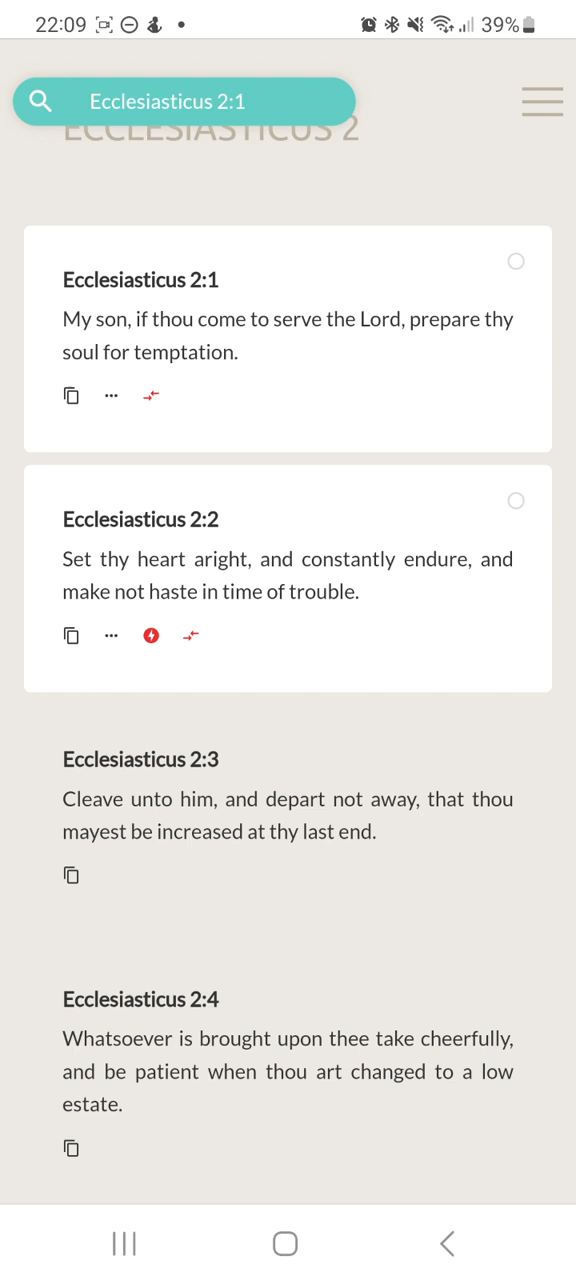 22:09 39%
Ecclesiasticus 2:1
ECCLESIASTICUS 2
Ecclesiasticus 2:1
My son, if thou come to serve the Lord, prepare thy
soul for temptation.
Ecclesiasticus 2:2
Set thy heart aright, and constantly endure, and
make not haste in time of trouble.
Ecclesiasticus 2:3
Cleave unto him, and depart not away, that thou
mayest be increased at thy last end.
Ecclesiasticus 2:4
Whatsoever is brought upon thee take cheerfully,
and be patient when thou art changed to a low
estate.